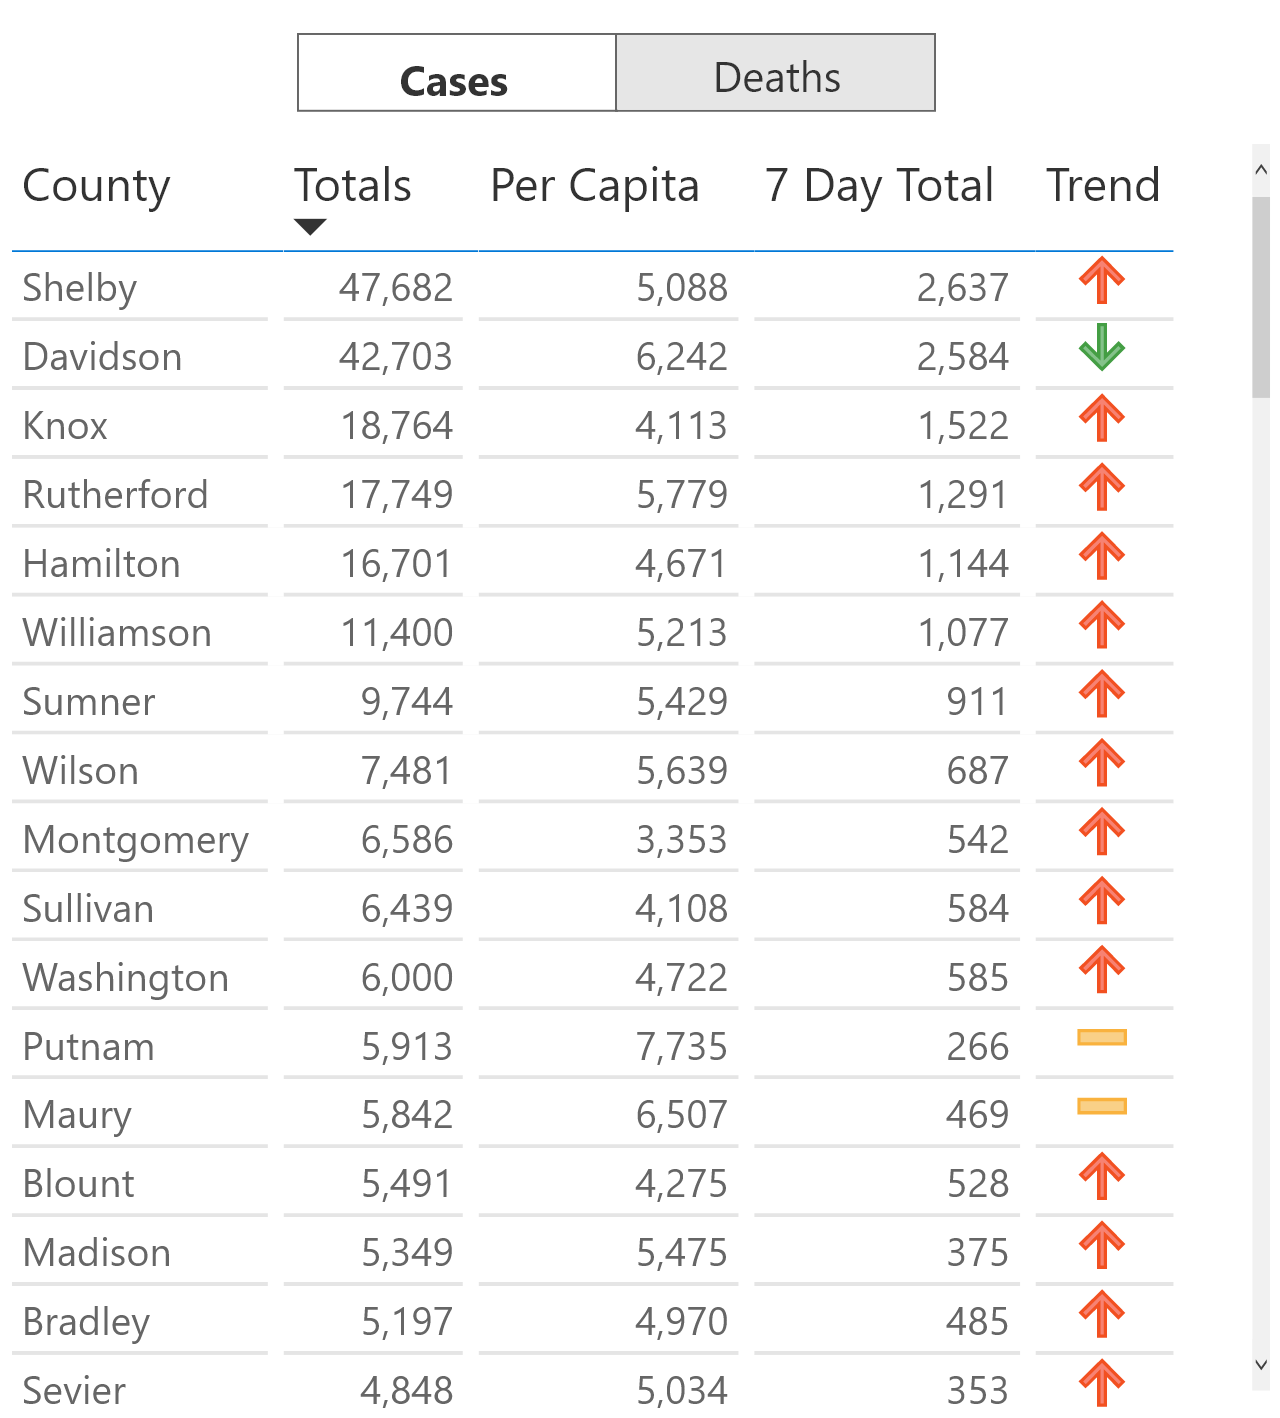 Cases Deaths
County Totals Per Capita 7 Day Total Trend
Shelby 47,682 5,088 2,637
Davidson 42,703 6,242 2,584
Knox 18,764 4,113 1,522
Rutherford 17,749 5,779 1,291
Hamilton 16,701 4,671 1,144
Williamson 11,400 5,213 1,077
Sumner 9,744 5,429 911
Wilson 7,481 5,639 687
Montgomery 6,586 3,353 542
Sullivan 6,439 4,108 584
Washington 6,000 4,722 585
Putnam 5,913 7,735 266
Maury 5,842 6,507 469
Blount 5,491 4,275 528
Madison 5,349 5,475 375
Bradley 5,197 4,970 485
Sevier 4,848 5,034 353